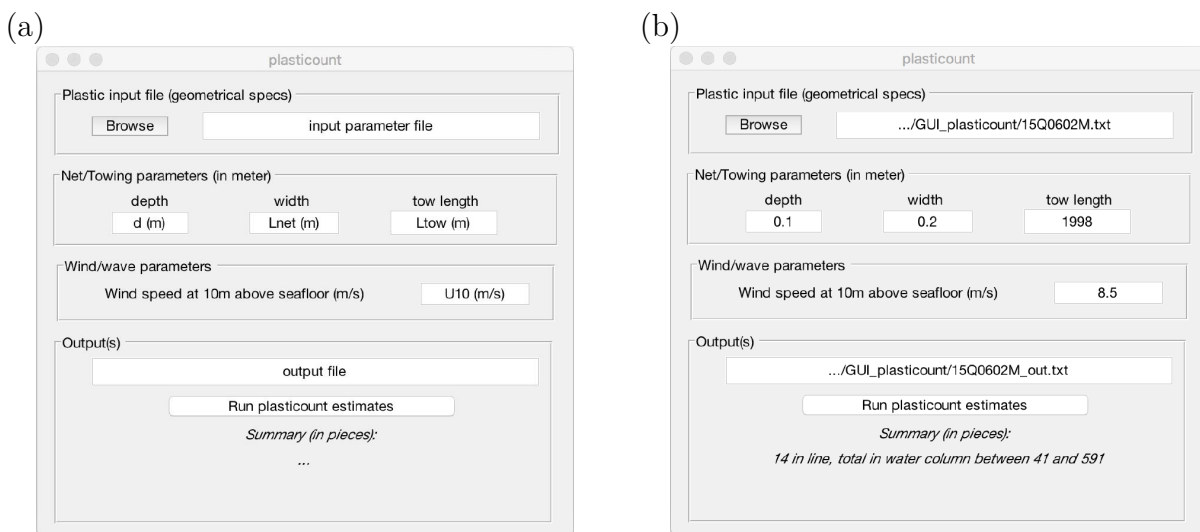 (a)
plasticount
Plastic input file (geometrical specs)
Browse input parameter file
Net/Towing parameters (in meter)
depth width tow length
d (m) Lnet (m) Ltow (m)
Wind/wave parameters
Wind speed at 10m above seafloor (m/s) U10 (m/s)
Output(s)
output file
Run plasticount estimates
Summary (in pieces):
...
(b)
plasticount
Plastic input file (geometrical specs)
Browse .../GUI_plasticount/15Q0602M.txt
Net/Towing parameters (in meter)
depth width tow length
0.1 0.2 1998
Wind/wave parameters
Wind speed at 10m above seafloor (m/s) 8.5
Output(s)
.../GUI_plasticount/15Q0602M_out.txt
Run plasticount estimates
Summary (in pieces):
14 in line, total in water column between 41 and 591